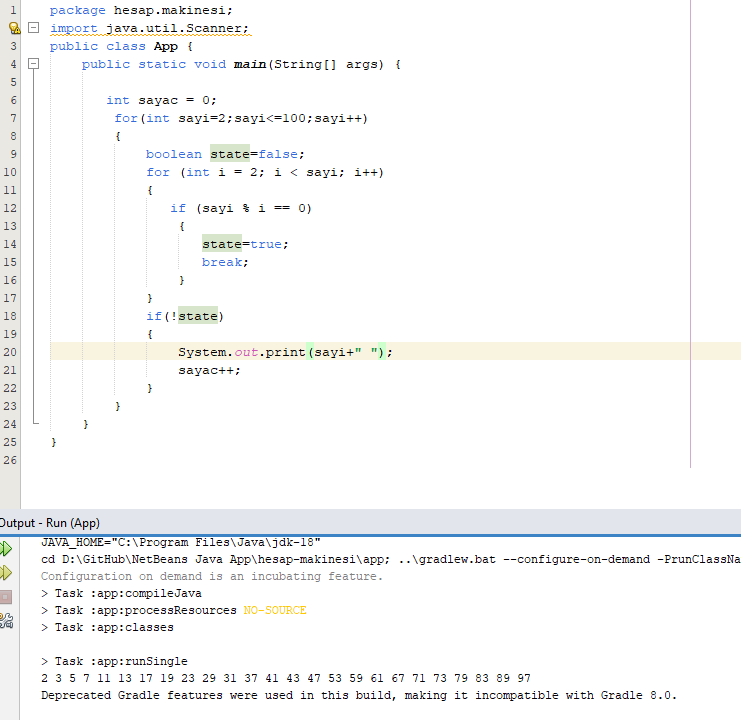 1 package hesap.makinesi;
import java.util.Scanner;
3 public class App {
4 public static void main(String[] args) {
5
6 int sayac = 0;
7 for(int sayi=2;sayi<=100;sayi++)
8 {
9 boolean state=false;
10 for (int i = 2; i < sayi; i++)
11 {
12 if (sayi % i == 0)
13 {
14 state=true;
15 break;
16 }
17 }
18 if(!state)
19 {
20 System.out.print(sayi+" ");
21 sayac++;
22 }
23 }
24 }
25 }
26
Output - Run (App)
JAVA_HOME="C:\Program Files\Java\jdk-18"
cd D:\GitHub\NetBeans Java App\hesap-makinesi\app; ..\gradlew.bat --configure-on-demand -PrunClassNa
Configuration on demand is an incubating feature.
> Task :app:compileJava
> Task :app:processResources NO-SOURCE
> Task :app:classes
> Task :app:runSingle
2 3 5 7 11 13 17 19 23 29 31 37 41 43 47 53 59 61 67 71 73 79 83 89 97
Deprecated Gradle features were used in this build, making it incompatible with Gradle 8.0.